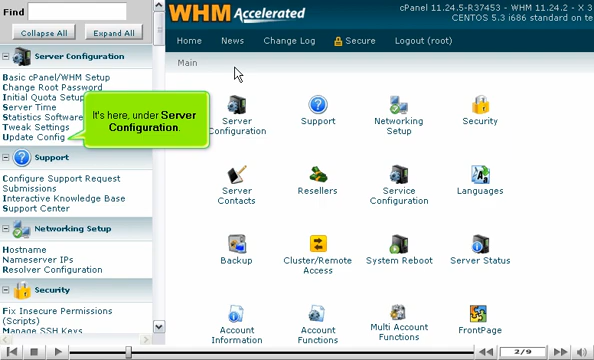 Find
Collapse All
Expand All
Server Configuration
Basic cPanel/WHM Setup
Change Root Password
Initial Quota Setup
Server Time
Statistics Software
Tweak Settings
Update Config
It's here, under Server
Configuration.
Support
Configure Support Request
Submissions
Interactive Knowledge Base
Support Center
Networking Setup
Hostname
Nameserver IPs
Resolver Configuration
Security
Fix Insecure Permissions
(Scripts)
Manage SSH Keys
WHM Accelerated
cPanel 11.24.5-R37453 - WHM 11.24.2 - X 3
CENTOS 5.3 i686 standard on te
Home
News
Change Log
Secure
Logout (root)
Main
Server
Configuration
Support
Networking
Setup
Security
Server
Contacts
Resellers
Service
Configuration
Languages
Backup
Cluster/Remote
Access
System Reboot
Server Status
Account
Information
Account
Functions
Multi Account
Functions
FrontPage
2/9